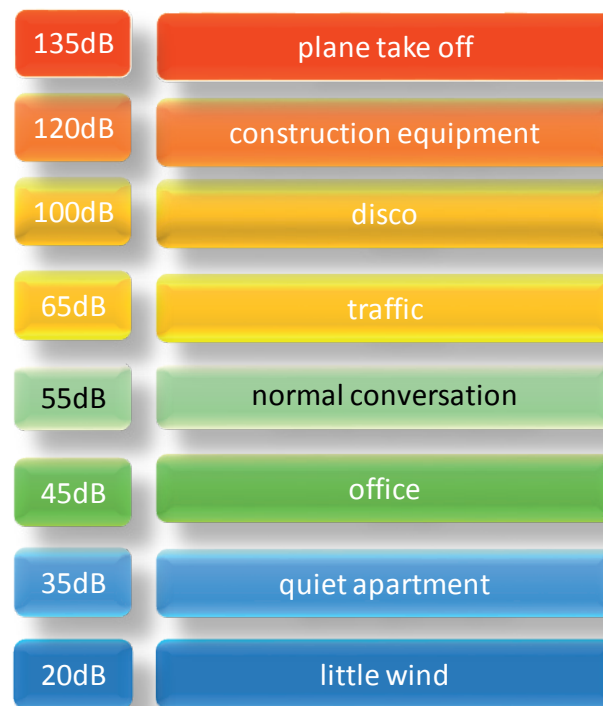 135dB plane take off
120dB construction equipment
100dB disco
65dB traffic
55dB normal conversation
45dB office
35dB quiet apartment
20dB little wind